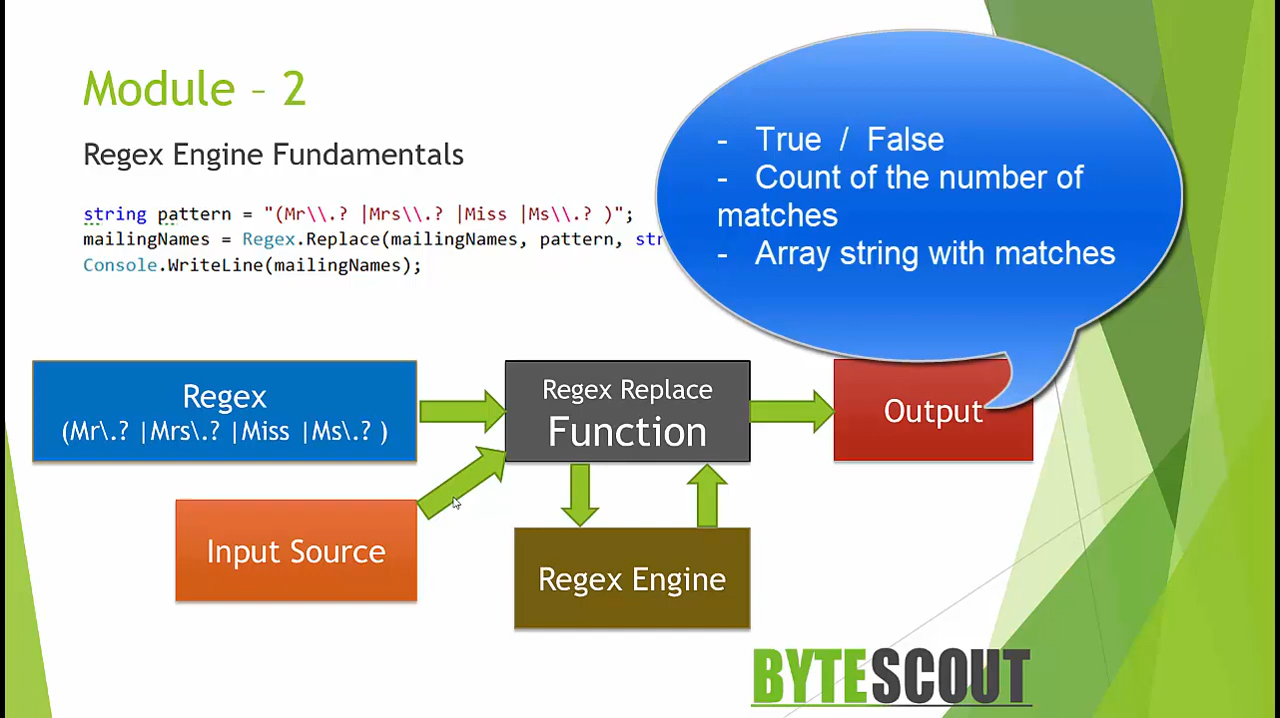 Module – 2
Regex Engine Fundamentals
string pattern = "(Mr\\.? |Mrs\\.? |Miss |Ms\\.? )";
mailingNames = Regex.Replace(mailingNames, pattern, str
Console.WriteLine(mailingNames);
- True / False
- Count of the number of
matches
- Array string with matches
Regex
(Mr\.? |Mrs\.? |Miss |Ms\.? )
Regex Replace
Function
Output
Input Source
Regex Engine
BYTESCOUT